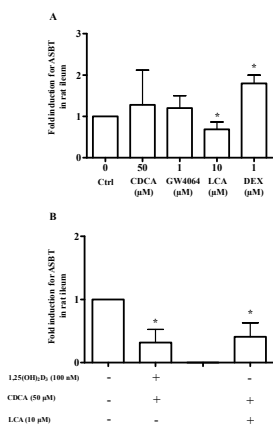 A
Fold induction for ASBT
in rat ileum
3
2
1
0
*
*
0 50 1 10 1
Ctrl CDCA GW4064 LCA DEX
(µM) (µM) (µM) (µM)
B
Fold induction for ASBT
in rat ileum
2
1
0
*
*
1,25(OH)₂D₃ (100 nM) - + - -
CDCA (50 µM) - + - +
LCA (10 µM) - - - +